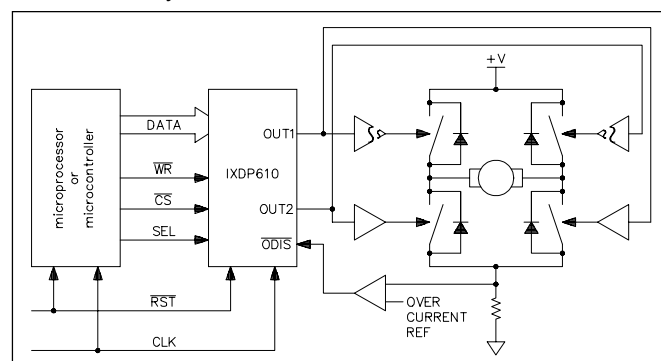 +V
microprocessor
or
microcontroller
DATA
WR
CS
SEL
RST
CLK
IXDP610
OUT1
OUT2
ODIS
OVER
CURRENT
REF